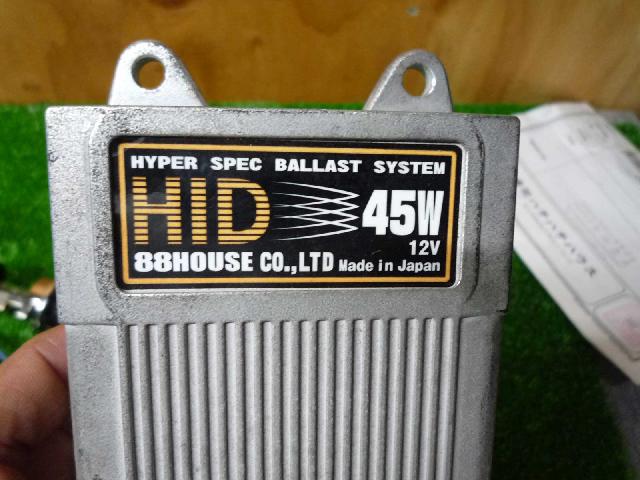 HYPER SPEC BALLAST SYSTEM
HID 45W
12V
88HOUSE CO.,LTD Made in Japan